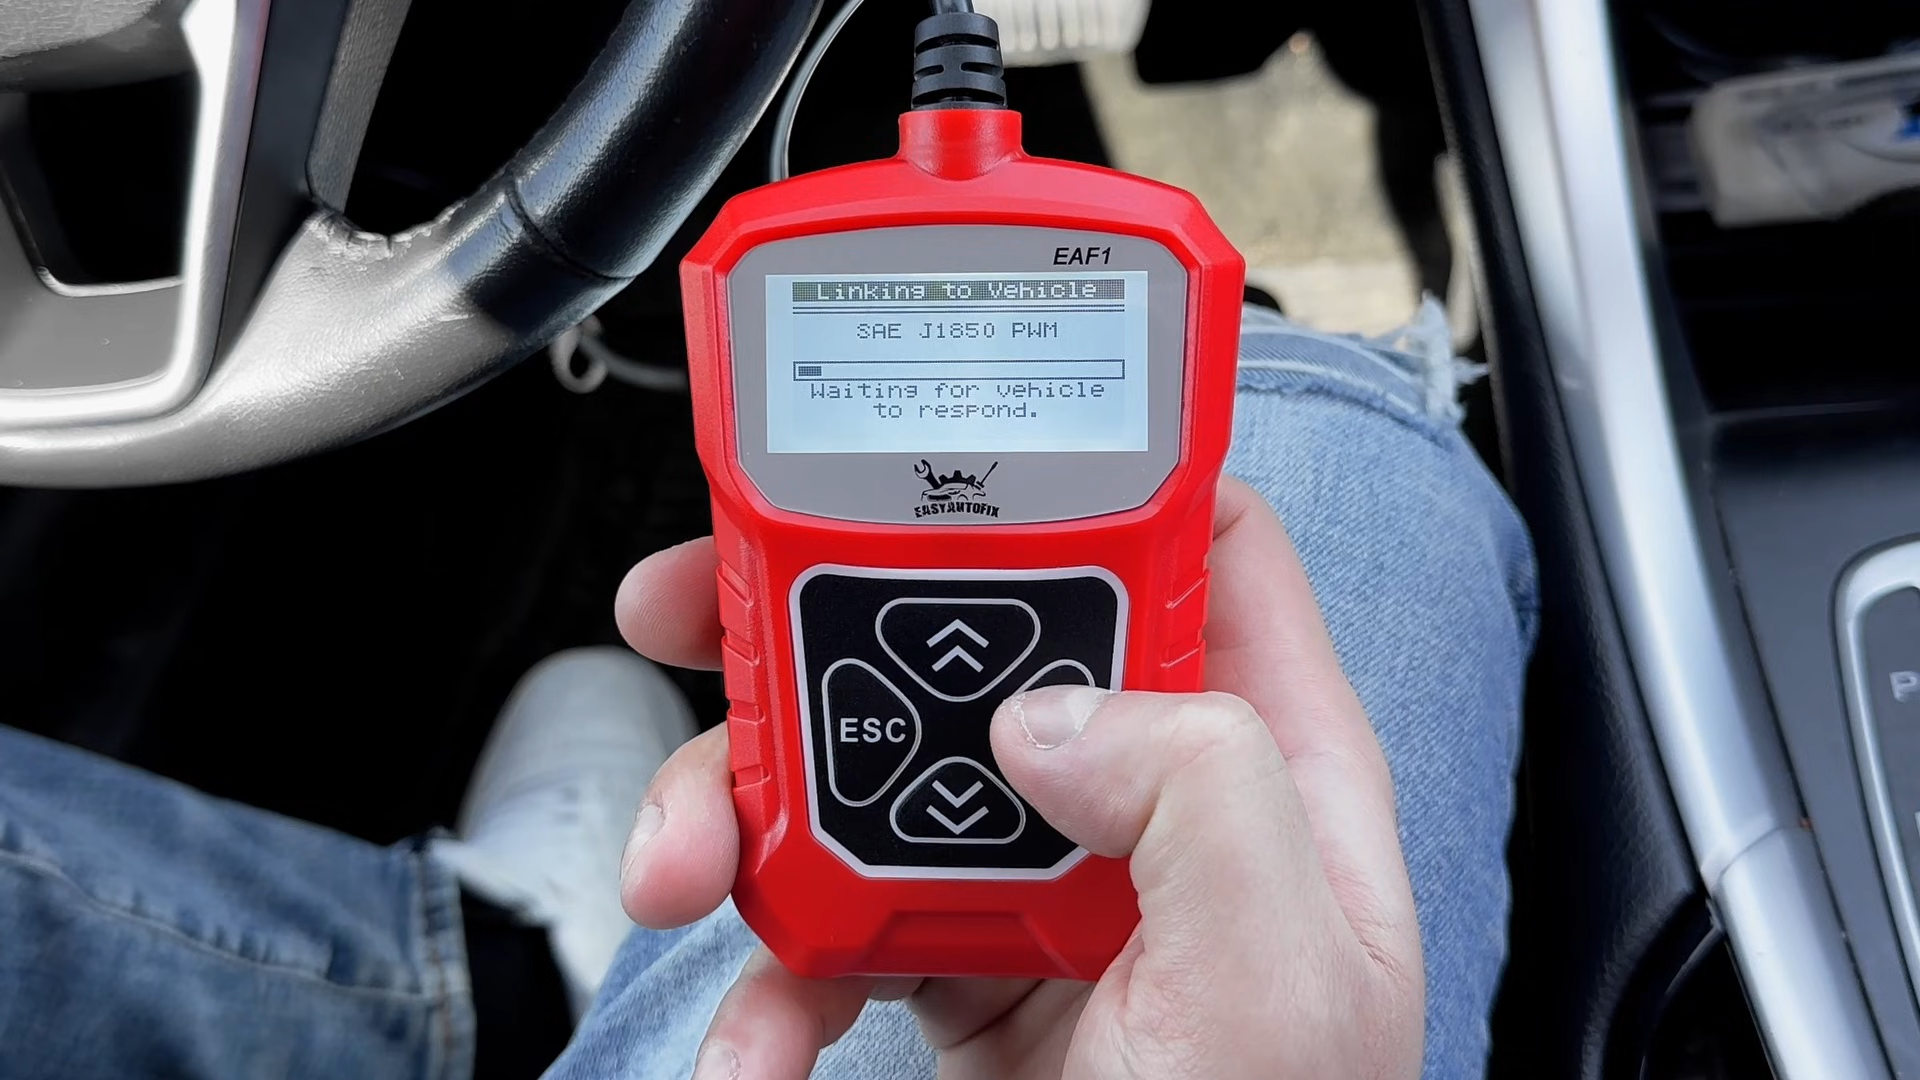 EAF1
Linking to Vehicle
SAE J1850 PWM
Waiting for vehicle
to respond.
EASYAUTOFIX
ESC
P